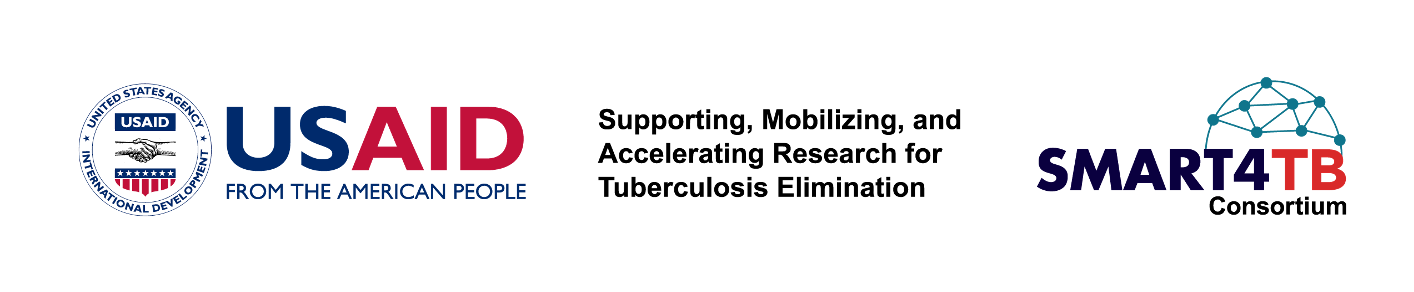 UNITED STATES AGENCY
USAID
INTERNATIONAL DEVELOPMENT
USAID
FROM THE AMERICAN PEOPLE
Supporting, Mobilizing, and
Accelerating Research for
Tuberculosis Elimination
SMART4TB
Consortium